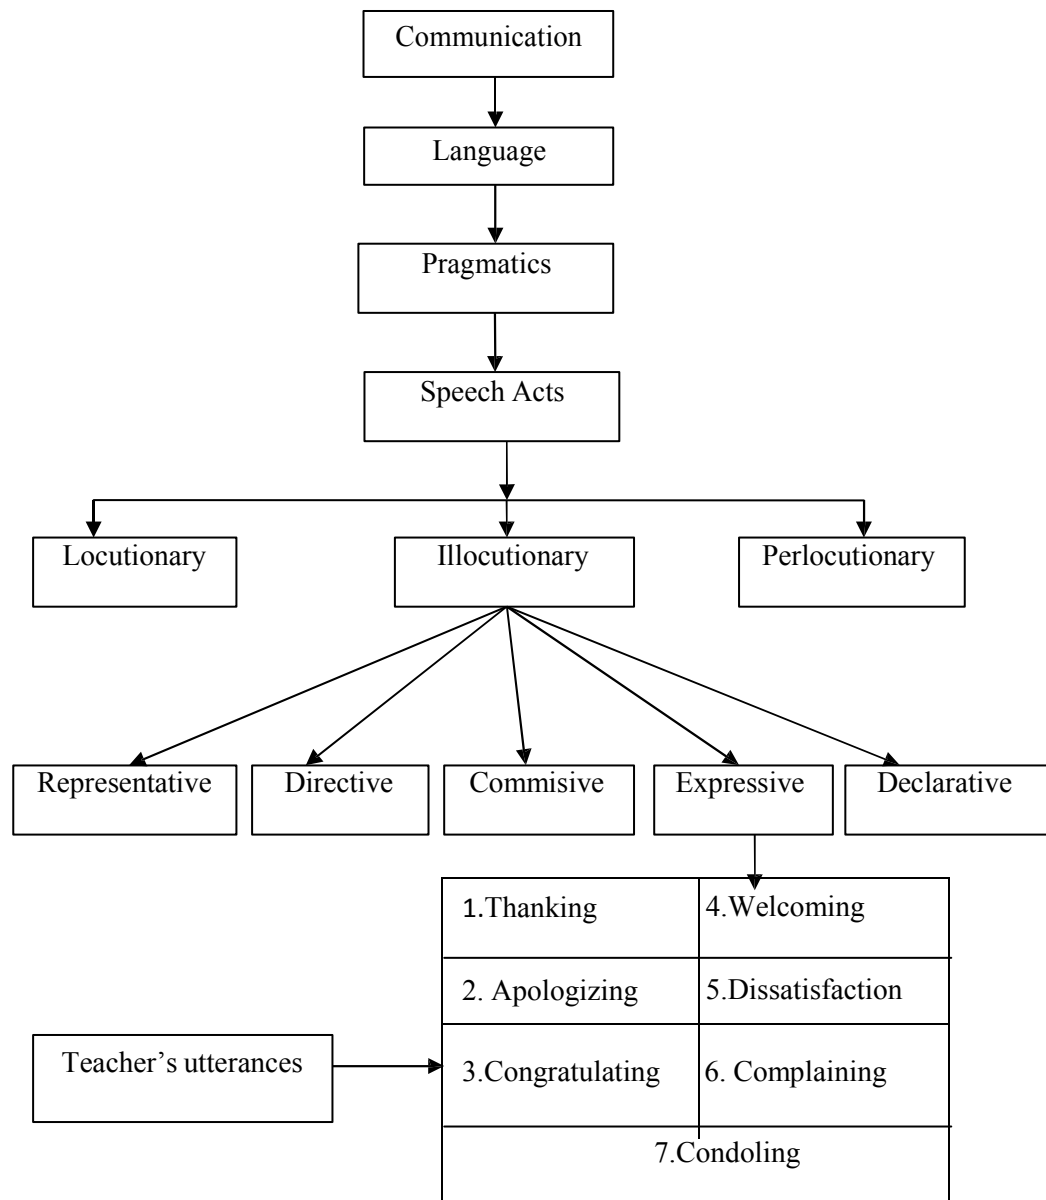 Communication
Language
Pragmatics
Speech Acts
Locutionary
Illocutionary
Perlocutionary
Representative
Directive
Commisive
Expressive
Declarative
1.Thanking
4.Welcoming
2. Apologizing
5.Dissatisfaction
Teacher’s utterances
3.Congratulating
6. Complaining
7.Condoling